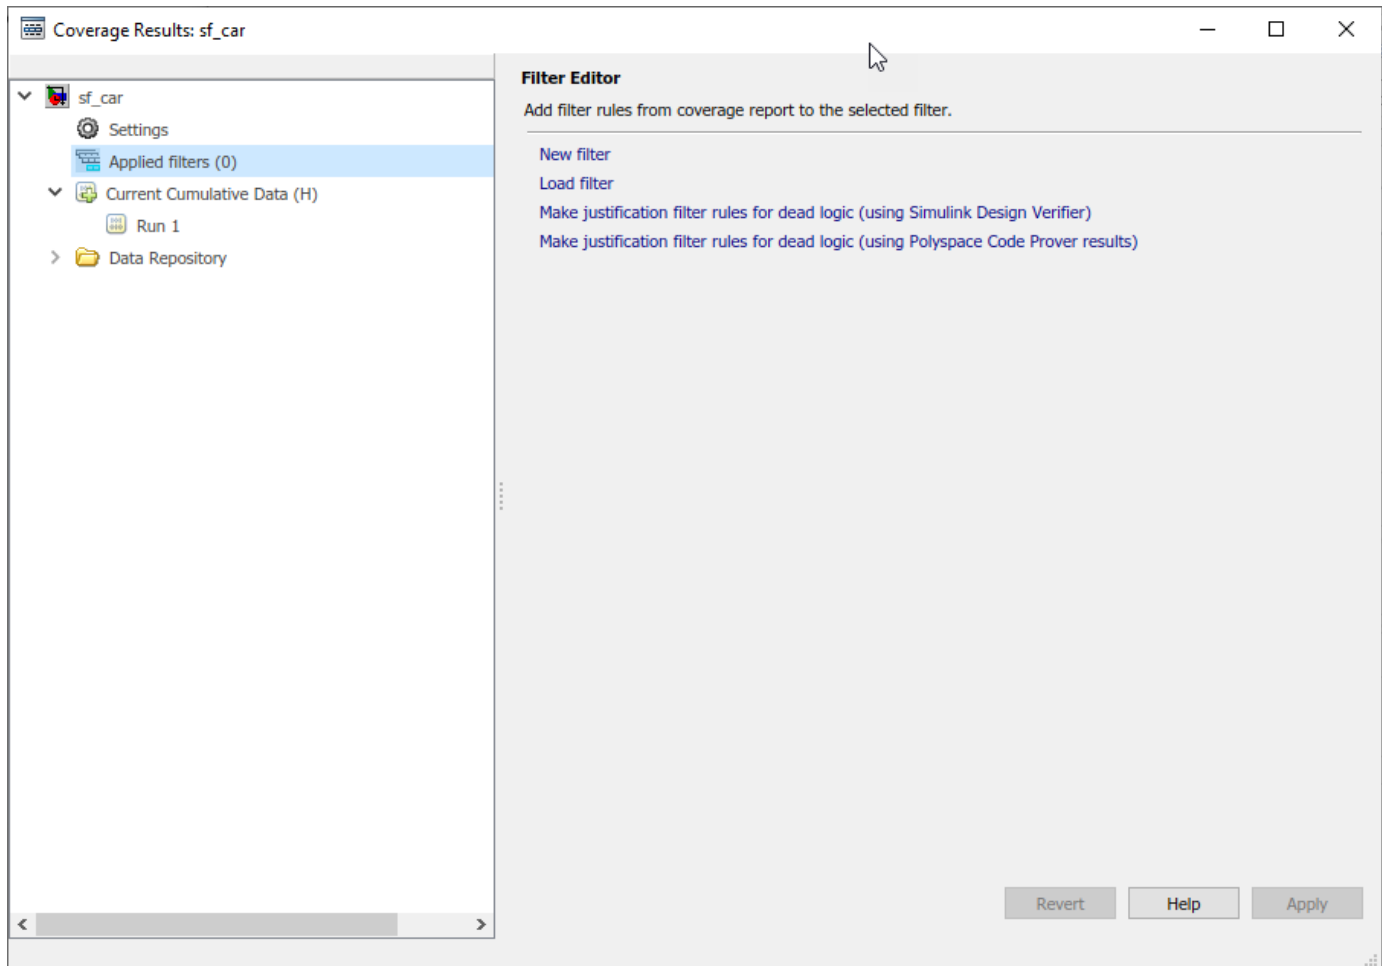 Coverage Results: sf_car
sf_car
Settings
Applied filters (0)
Current Cumulative Data (H)
Run 1
Data Repository
Filter Editor
Add filter rules from coverage report to the selected filter.
New filter
Load filter
Make justification filter rules for dead logic (using Simulink Design Verifier)
Make justification filter rules for dead logic (using Polyspace Code Prover results)
Revert
Help
Apply